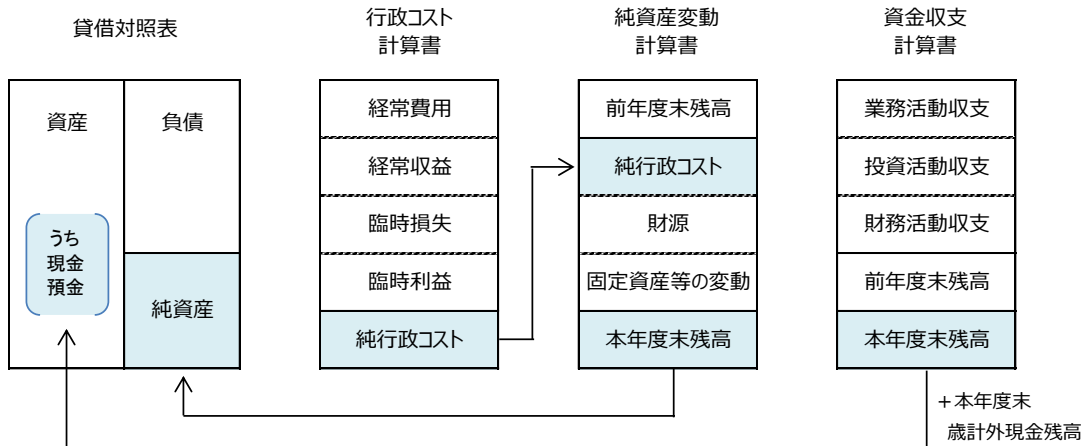 貸借対照表
資産
負債
うち
現金
預金
純資産
行政コスト
計算書
経常費用
経常収益
臨時損失
臨時利益
純行政コスト
純資産変動
計算書
前年度末残高
純行政コスト
財源
固定資産等の変動
本年度末残高
資金収支
計算書
業務活動収支
投資活動収支
財務活動収支
前年度末残高
本年度末残高
＋本年度末
歳計外現金残高